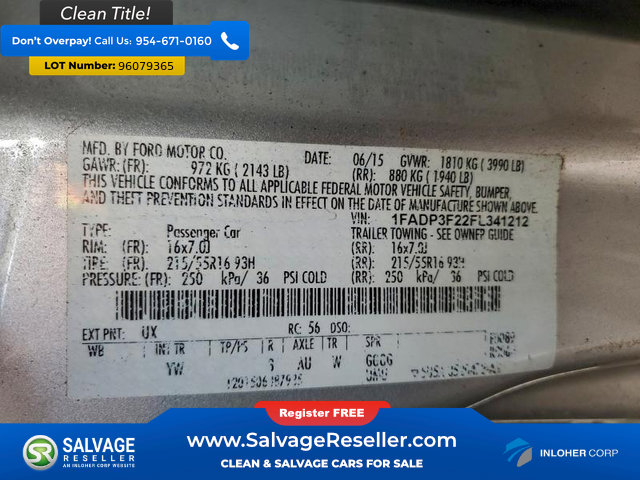 Clean Title!
Don't Overpay! Call Us: 954-671-0160
LOT Number: 96079365
MFD. BY FORD MOTOR CO. DATE: 06/15 GVWR: 1810 KG ( 3990 LB)
GAWR: (FR): 972 KG ( 2143 LB) (RR): 880 KG ( 1940 LB)
THIS VEHICLE CONFORMS TO ALL APPLICABLE FEDERAL MOTOR VEHICLE SAFETY, BUMPER,
AND THEFT PREVENTION STANDARDS IN EFFECT ON THE DATE OF MANUFACTURE SHOWN ABOVE.
VIN: 1FADP3F22FL341212
TYPE: Passenger Car TRAILER TOWING - SEE OWNER GUIDE
RIM: (FR): 16x7.0J (RR): 16x7.0J
TIRE: (FR): 215/55R16 93H (RR): 215/55R16 93H
PRESSURE: (FR): 250 kPa/ 36 PSI COLD (RR): 250 kPa/ 36 PSI COLD
EXT PNT: UX RC: 56 DSO:
WB INT TR TP/PS R AXLE TR SPR
YW AU W
Register FREE
SR
SALVAGE
RESELLER
AN INLOHER CORP WEBSITE
www.SalvageReseller.com
CLEAN & SALVAGE CARS FOR SALE
INLOHER CORP